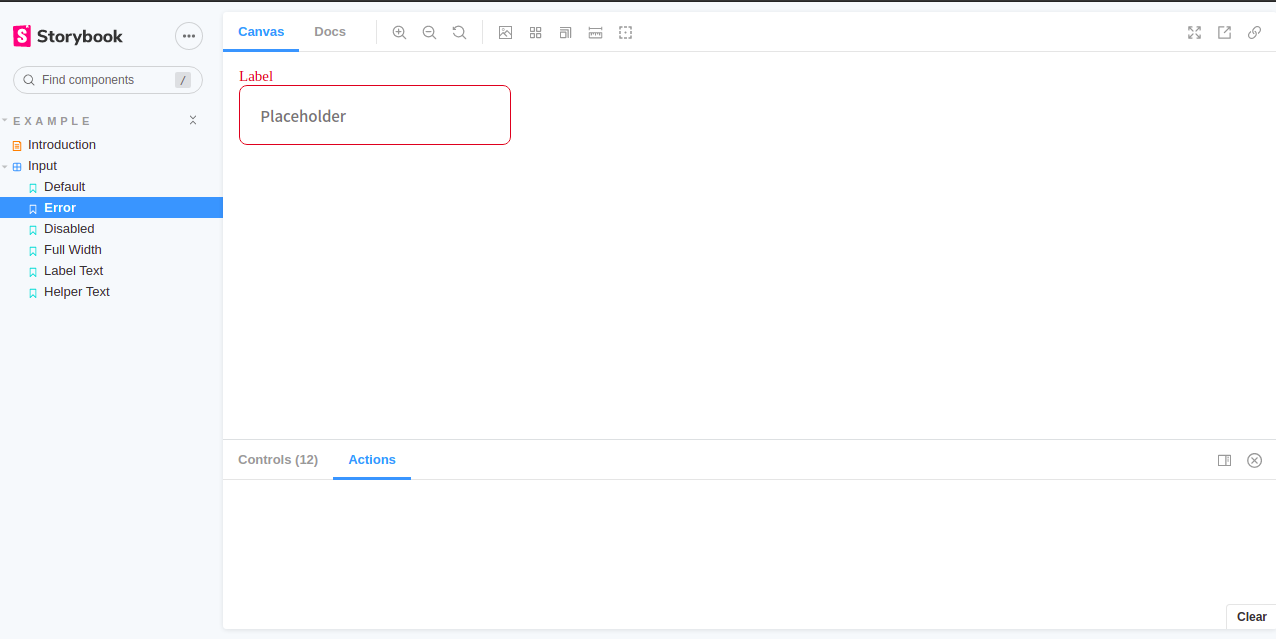 Storybook
Find components
/
EXAMPLE
Introduction
Input
Default
Error
Disabled
Full Width
Label Text
Helper Text
Canvas
Docs
Label
Placeholder
Controls (12)
Actions
Clear